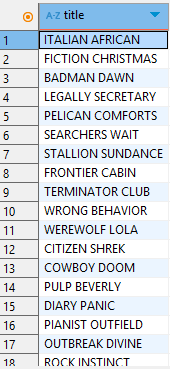 A-Z title
1 ITALIAN AFRICAN
2 FICTION CHRISTMAS
3 BADMAN DAWN
4 LEGALLY SECRETARY
5 PELICAN COMFORTS
6 SEARCHERS WAIT
7 STALLION SUNDANCE
8 FRONTIER CABIN
9 TERMINATOR CLUB
10 WRONG BEHAVIOR
11 WEREWOLF LOLA
12 CITIZEN SHREK
13 COWBOY DOOM
14 PULP BEVERLY
15 DIARY PANIC
16 PIANIST OUTFIELD
17 OUTBREAK DIVINE
18 ROCK INSTINCT